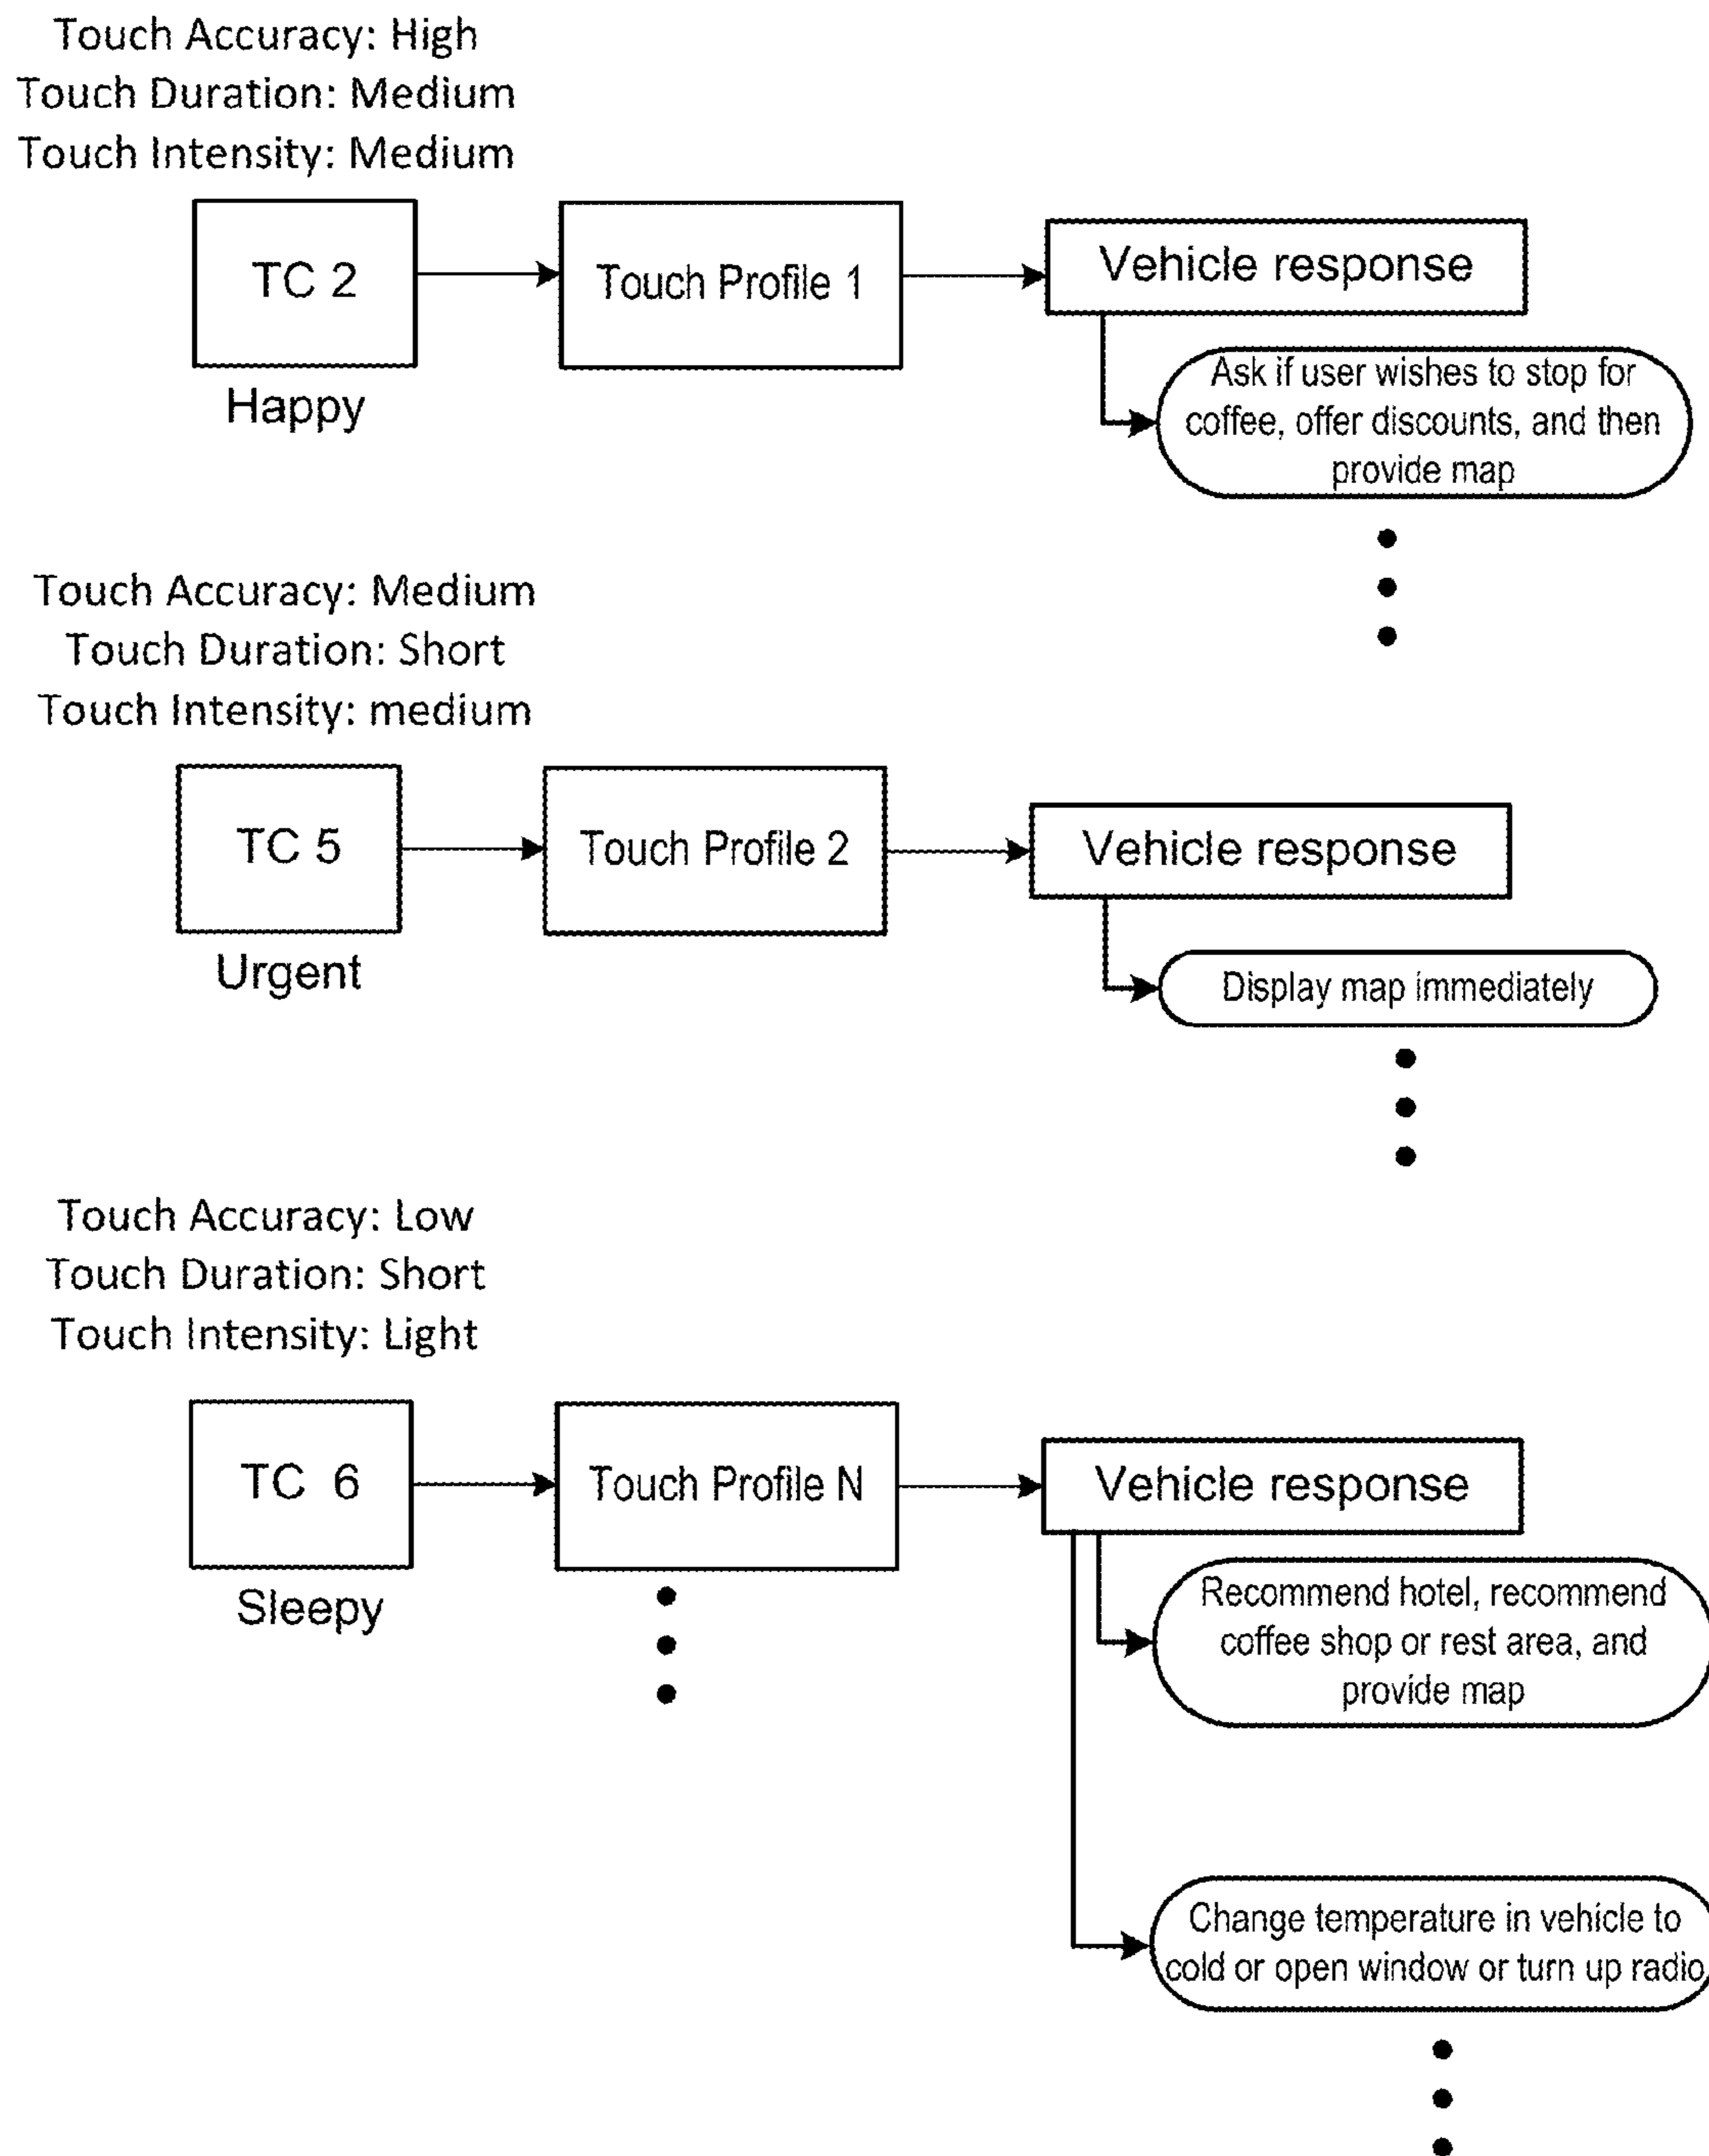 Touch Accuracy: High
Touch Duration: Medium
Touch Intensity: Medium
TC 2
Touch Profile 1
Vehicle response
Happy
Ask if user wishes to stop for
coffee, offer discounts, and then
provide map
Touch Accuracy: Medium
Touch Duration: Short
Touch Intensity: medium
TC 5
Touch Profile 2
Vehicle response
Urgent
Display map immediately
Touch Accuracy: Low
Touch Duration: Short
Touch Intensity: Light
TC 6
Touch Profile N
Vehicle response
Sleepy
Recommend hotel, recommend
coffee shop or rest area, and
provide map
Change temperature in vehicle to
cold or open window or turn up radio